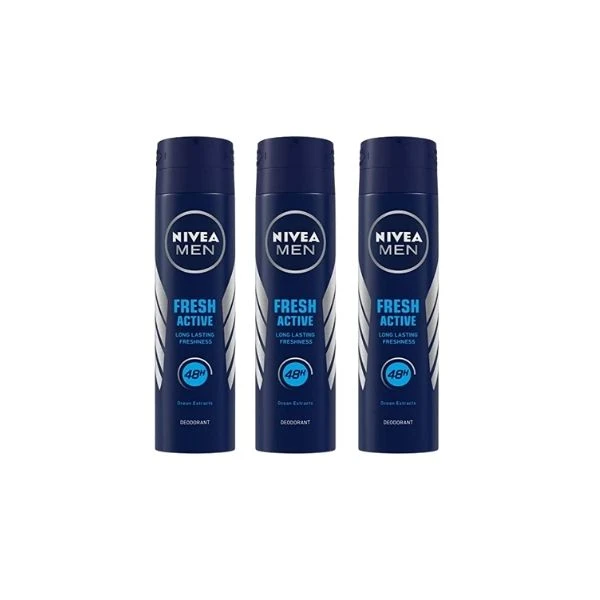 NIVEA
MEN
FRESH
ACTIVE
LONG LASTING
FRESHNESS
48H
Ocean Extracts
DEODORANT
NIVEA
MEN
FRESH
ACTIVE
LONG LASTING
FRESHNESS
48H
Ocean Extracts
DEODORANT
NIVEA
MEN
FRESH
ACTIVE
LONG LASTING
FRESHNESS
48H
Ocean Extracts
DEODORANT